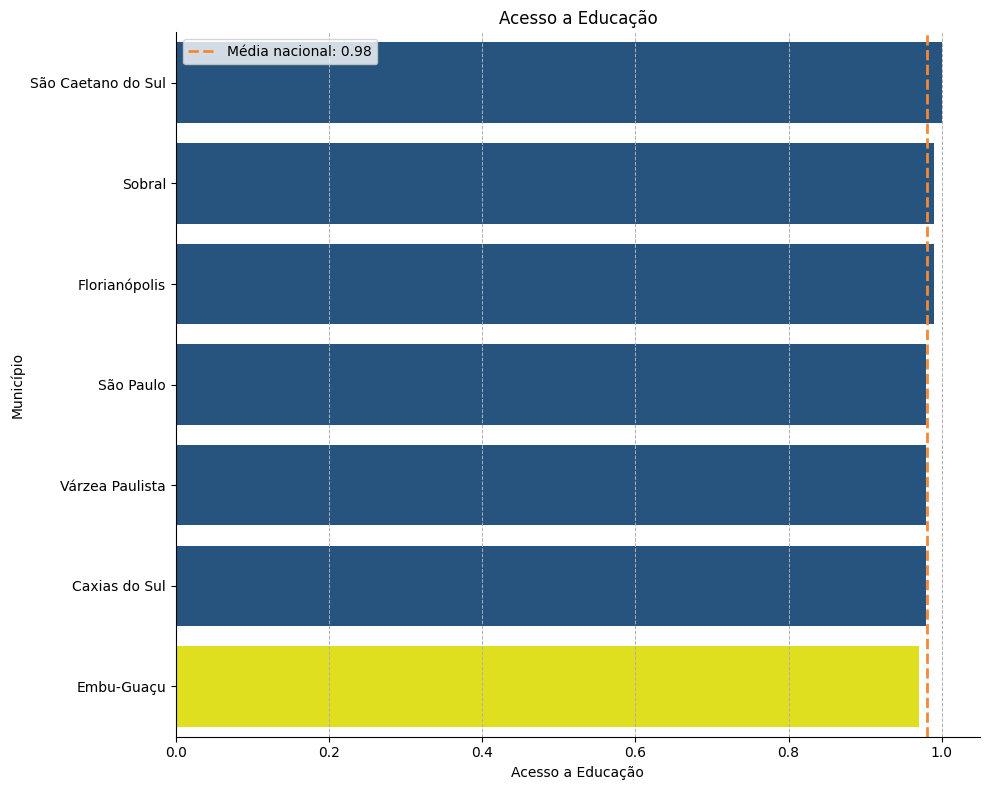 Acesso a Educação
Média nacional: 0.98
São Caetano do Sul
Sobral
Florianópolis
São Paulo
Várzea Paulista
Caxias do Sul
Embu-Guaçu
Município
0.0 0.2 0.4 0.6 0.8 1.0
Acesso a Educação